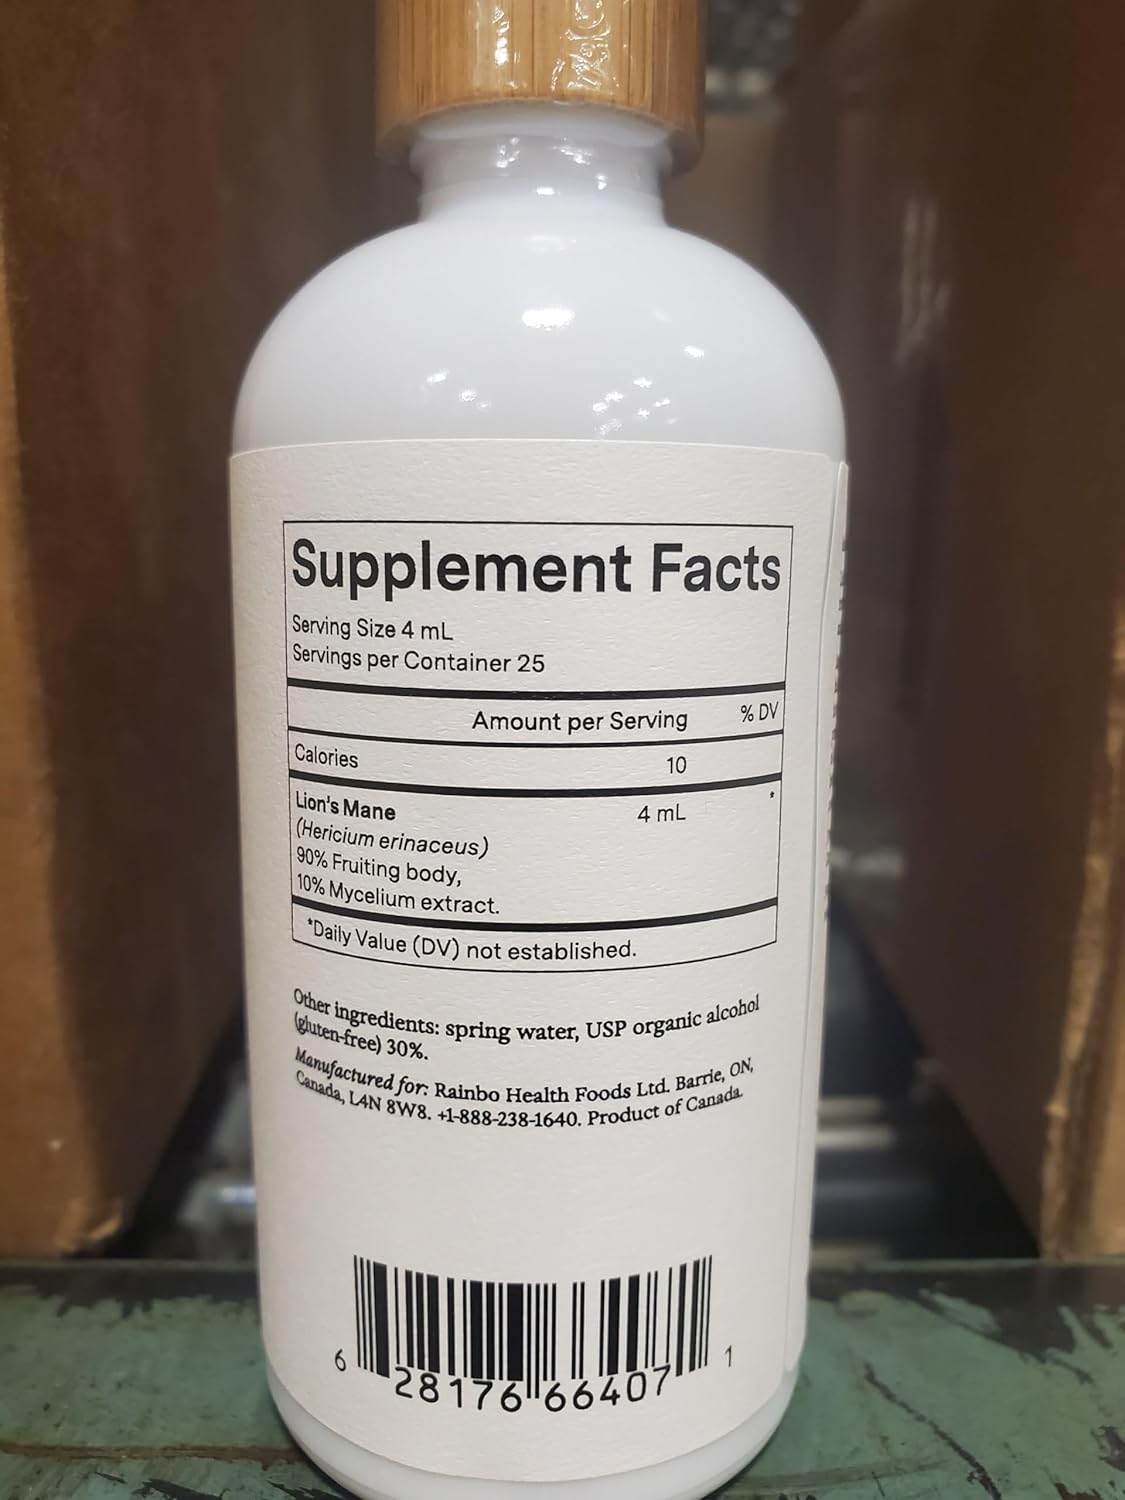 Supplement Facts
Serving Size 4 mL
Servings per Container 25
Amount per Serving % DV
Calories 10
Lion's Mane 4 mL *
(Hericium erinaceus)
90% Fruiting body,
10% Mycelium extract.
*Daily Value (DV) not established.
Other ingredients: spring water, USP organic alcohol
(gluten-free) 30%.
Manufactured for: Rainbo Health Foods Ltd. Barrie, ON,
Canada, L4N 8W8. +1-888-238-1640. Product of Canada.
6 28176 66407 1